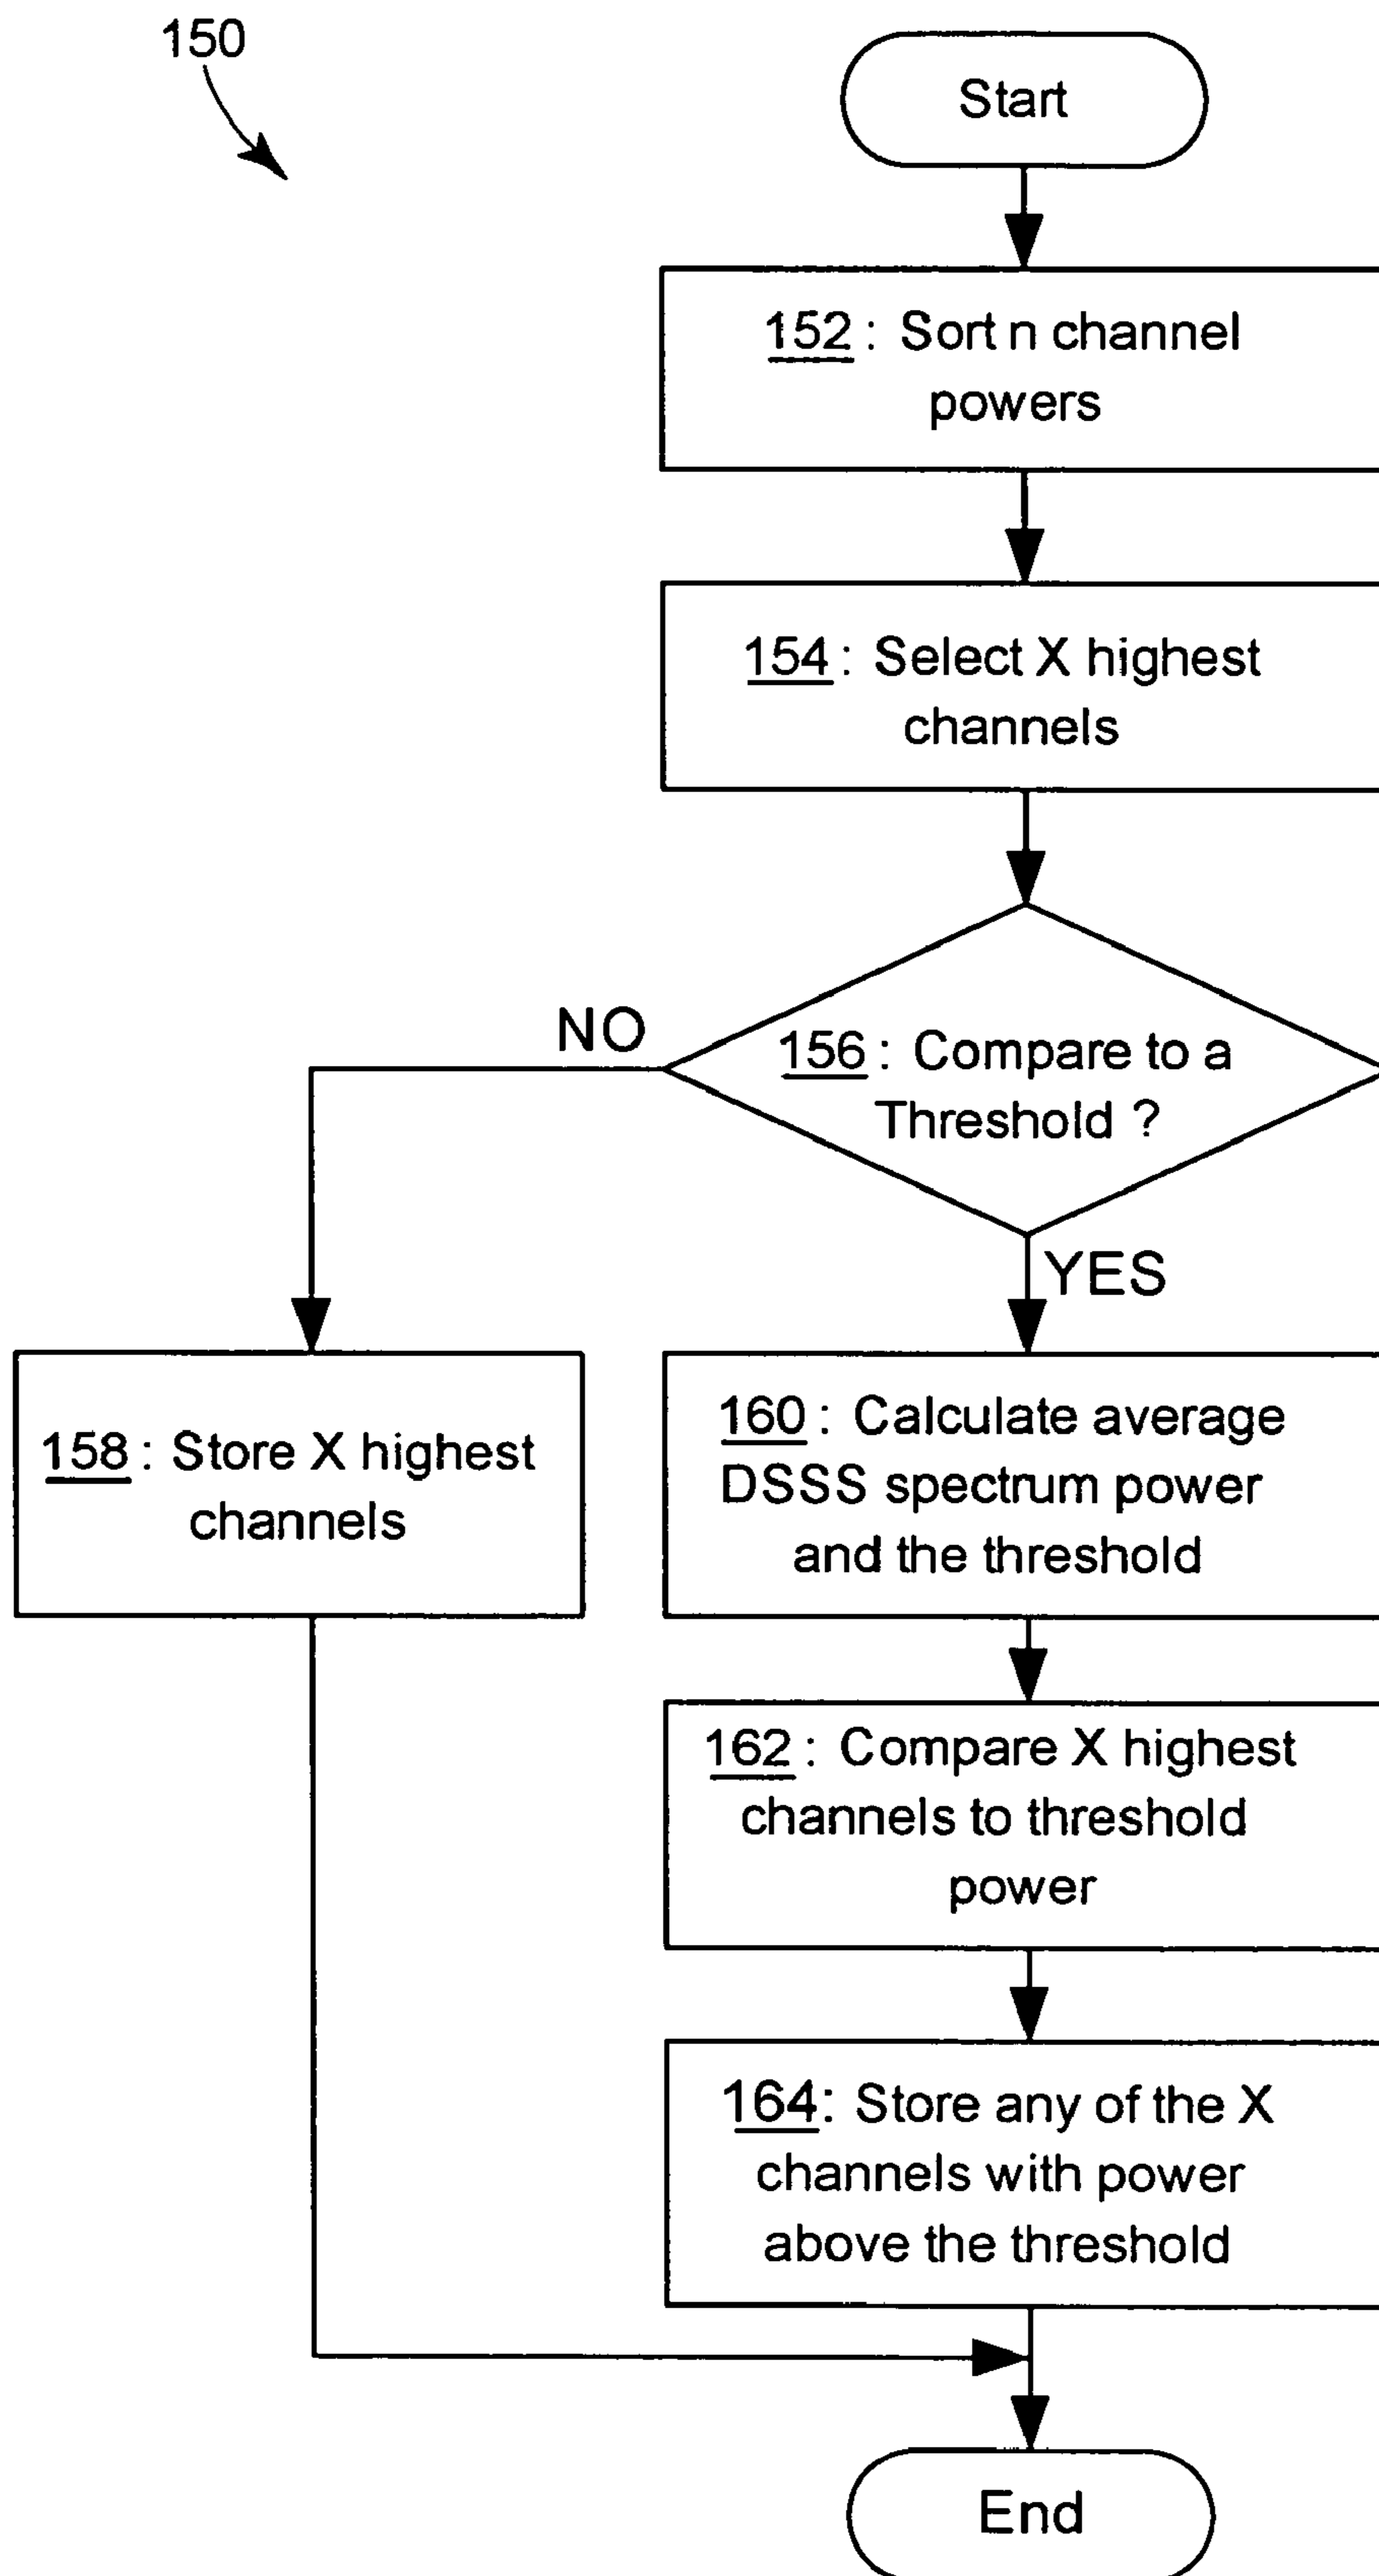 150
Start
152 : Sort n channel
powers
154 : Select X highest
channels
NO
156 : Compare to a
Threshold ?
YES
158 : Store X highest
channels
160 : Calculate average
DSSS spectrum power
and the threshold
162 : Compare X highest
channels to threshold
power
164: Store any of the X
channels with power
above the threshold
End